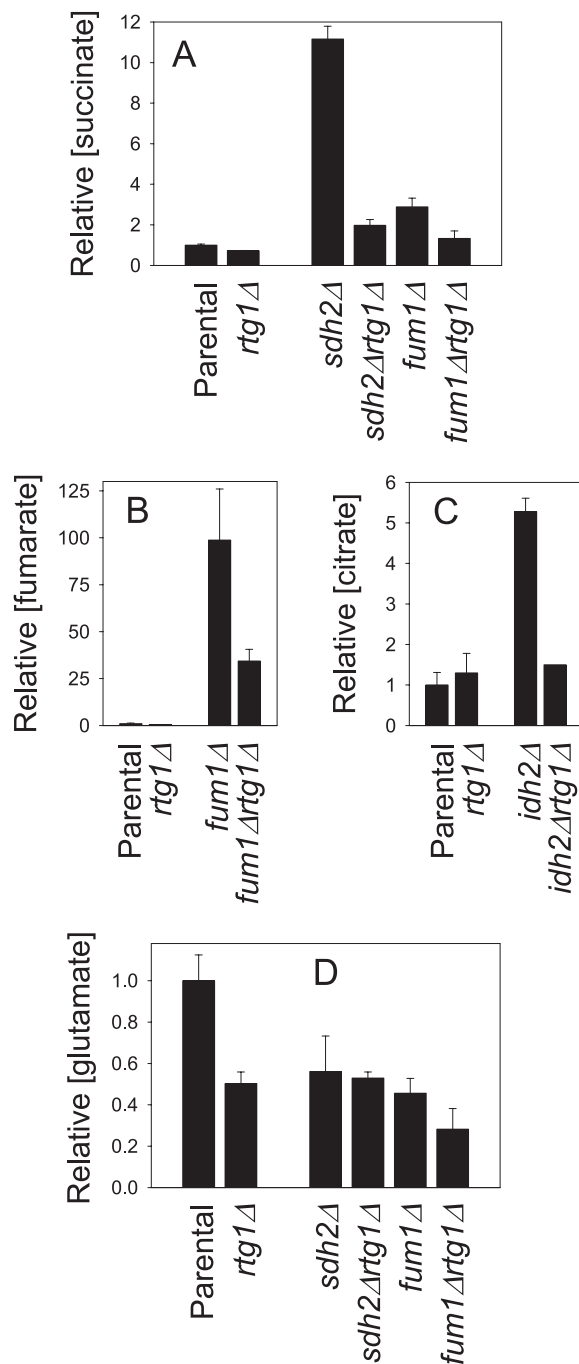 A
Relative [succinate]
12
10
8
6
4
2
0
Parental
rtg1Δ
sdh2Δ
sdh2Δrtg1Δ
fum1Δ
fum1Δrtg1Δ
B
Relative [fumarate]
125
100
75
50
25
0
Parental
rtg1Δ
fum1Δ
fum1Δrtg1Δ
C
Relative [citrate]
6
5
4
3
2
1
0
Parental
rtg1Δ
idh2Δ
idh2Δrtg1Δ
D
Relative [glutamate]
1.0
0.8
0.6
0.4
0.2
0.0
Parental
rtg1Δ
sdh2Δ
sdh2Δrtg1Δ
fum1Δ
fum1Δrtg1Δ